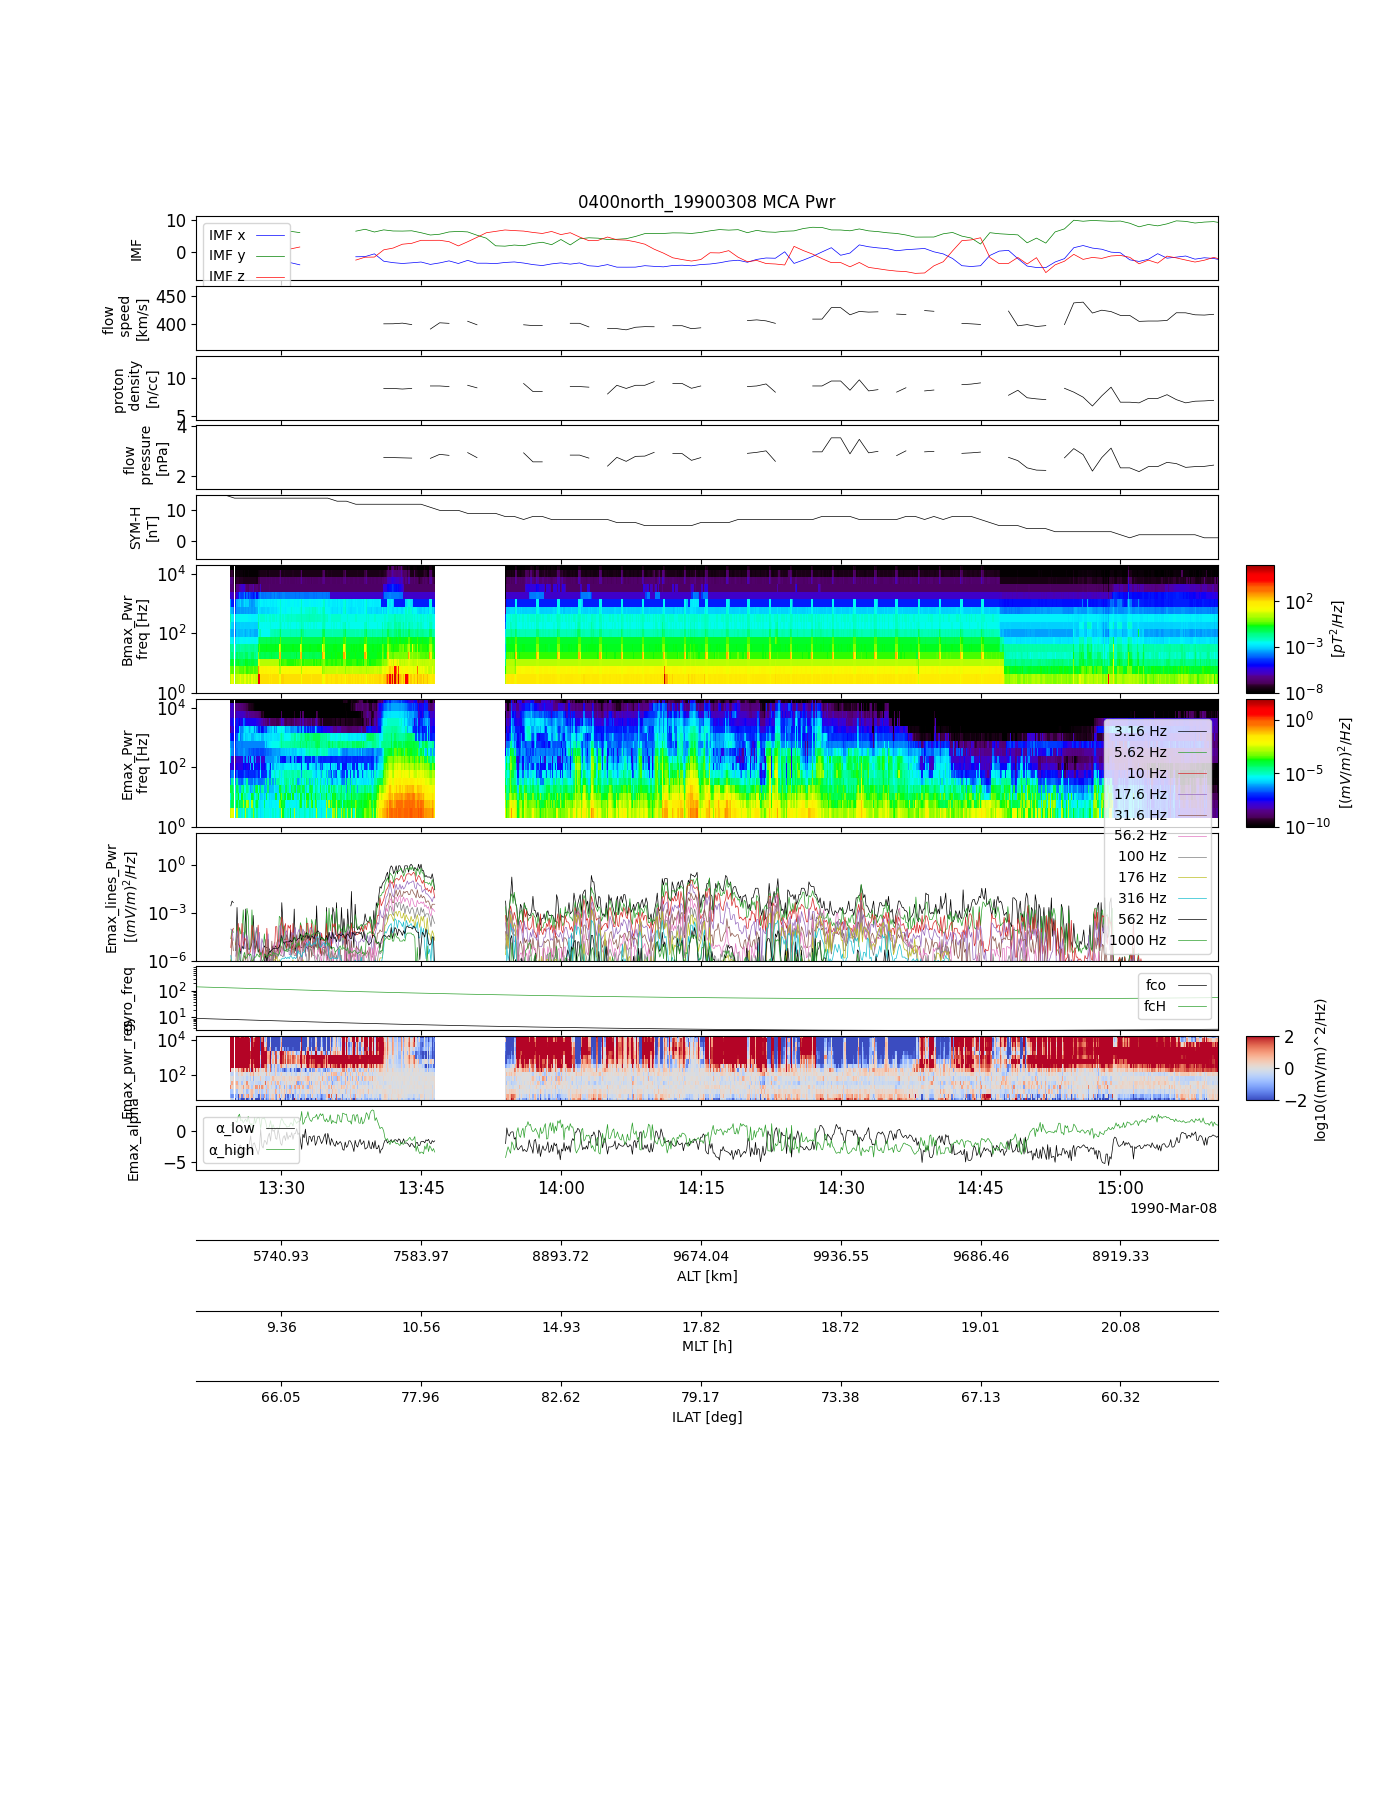 0400north_19900308 MCA Pwr
10
0
IMF
IMF x
IMF y
IMF z
450
400
flow
speed
[km/s]
10
5
proton
density
[n/cc]
4
2
flow
pressure
[nPa]
10
0
SYM-H
[nT]
10^4
10^2
10^0
Bmax_Pwr
freq [Hz]
10^2
10^-3
10^-8
[pT^2/Hz]
10^4
10^2
10^0
Emax_Pwr
freq [Hz]
10^0
10^-5
10^-10
[(mV/m)^2/Hz]
3.16 Hz
5.62 Hz
10 Hz
17.6 Hz
31.6 Hz
56.2 Hz
100 Hz
176 Hz
316 Hz
562 Hz
1000 Hz
10^0
10^-3
10^-6
Emax_lines_Pwr
[(mV/m)^2/Hz]
10^2
10^1
gyro_freq
fco
fcH
10^4
10^2
Emax_pwr_reg
2
0
−2
log10((mV/m)^2/Hz)
0
−5
Emax_alpha
α_low
α_high
13:30 13:45 14:00 14:15 14:30 14:45 15:00
1990-Mar-08
5740.93 7583.97 8893.72 9674.04 9936.55 9686.46 8919.33
ALT [km]
9.36 10.56 14.93 17.82 18.72 19.01 20.08
MLT [h]
66.05 77.96 82.62 79.17 73.38 67.13 60.32
ILAT [deg]